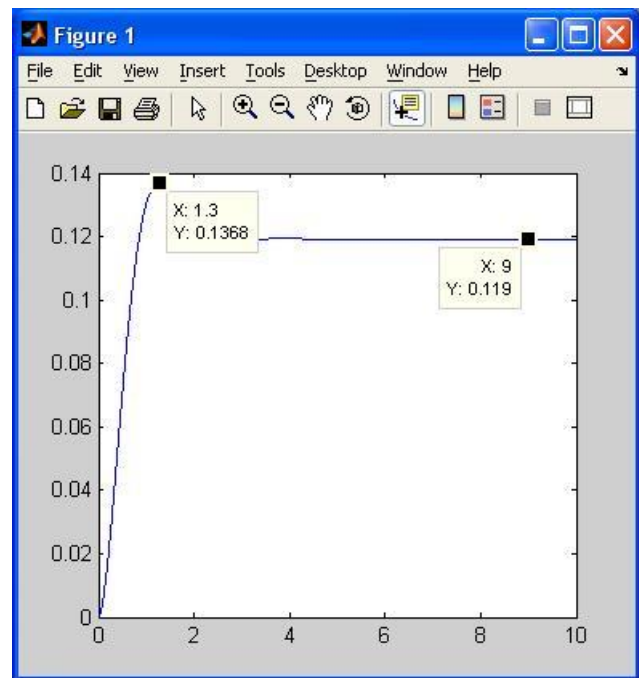 Figure 1
File Edit View Insert Tools Desktop Window Help
0.14
0.12
0.1
0.08
0.06
0.04
0.02
0
X: 1.3
Y: 0.1368
X: 9
Y: 0.119
0 2 4 6 8 10